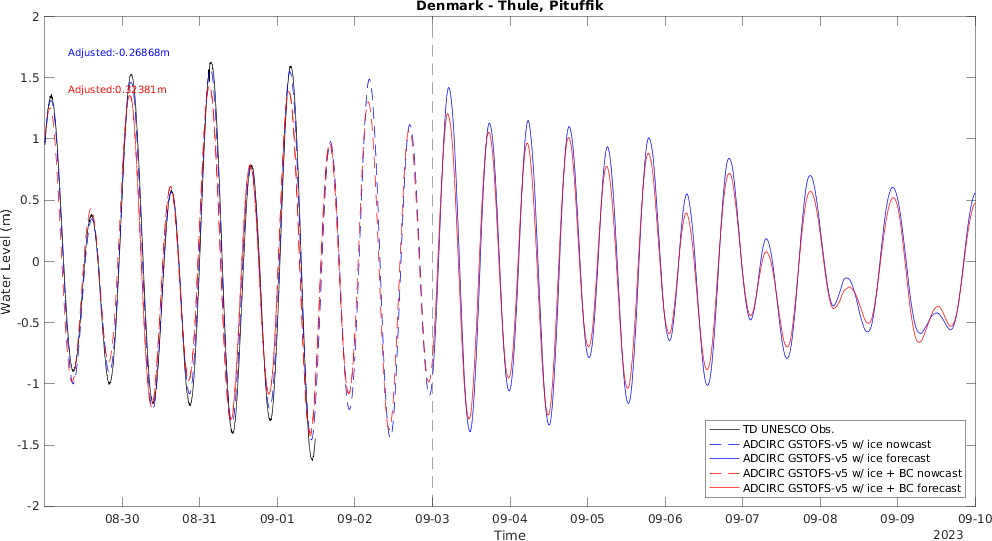 Denmark - Thule, Pituffik
2
1.5
1
0.5
0
-0.5
-1
-1.5
-2
Water Level (m)
Adjusted:-0.26868m
Adjusted:0.32381m
TD UNESCO Obs.
ADCIRC GSTOFS-v5 w/ ice nowcast
ADCIRC GSTOFS-v5 w/ ice forecast
ADCIRC GSTOFS-v5 w/ ice + BC nowcast
ADCIRC GSTOFS-v5 w/ ice + BC forecast
08-30 08-31 09-01 09-02 09-03 09-04 09-05 09-06 09-07 09-08 09-09 09-10
Time
2023